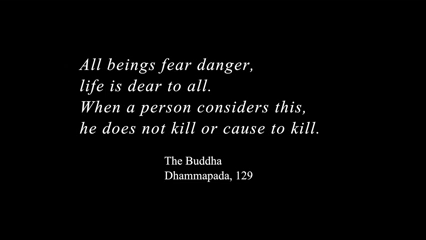 All beings fear danger,
life is dear to all.
When a person considers this,
he does not kill or cause to kill.
The Buddha
Dhammapada, 129